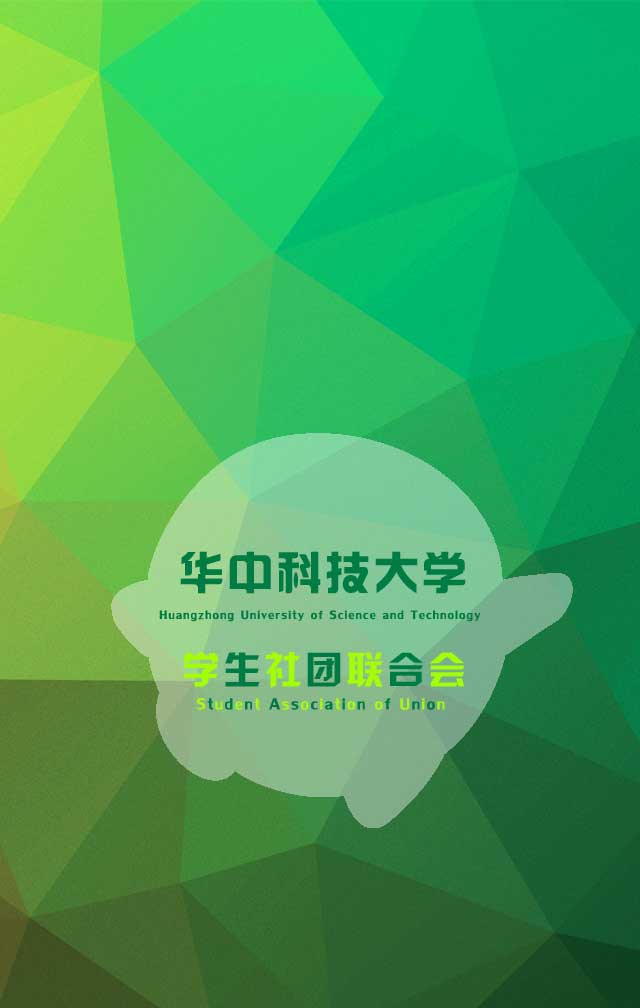 华中科技大学
Huangzhong University of Science and Technology
学生社团联合会
Student Association of Union